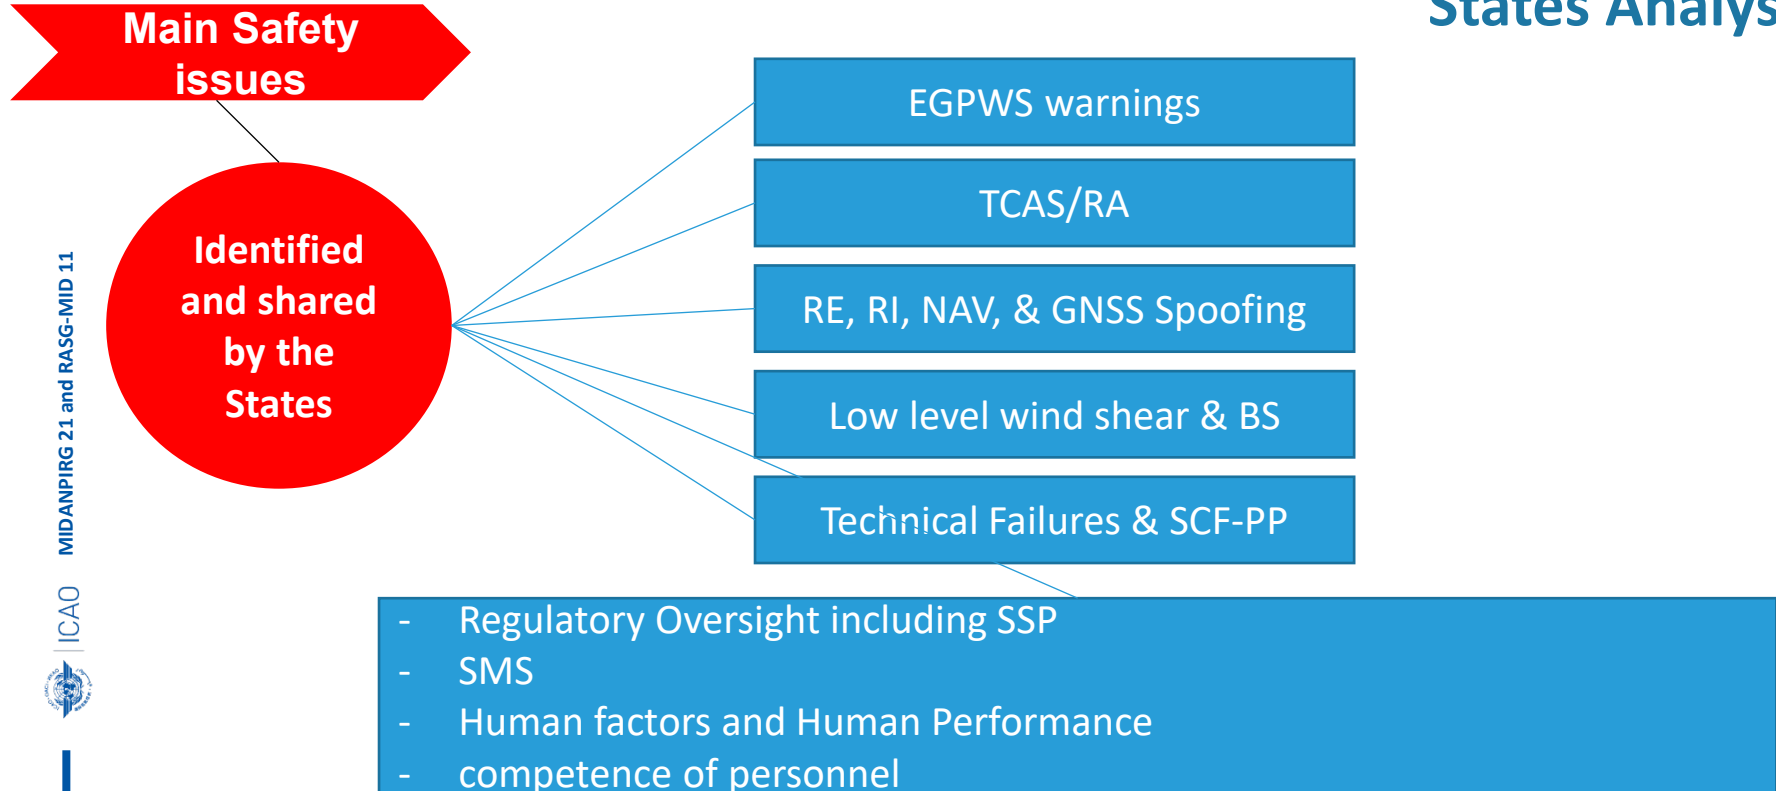 States Analys
Main Safety
issues
Identified
and shared
by the
States
EGPWS warnings
TCAS/RA
RE, RI, NAV, & GNSS Spoofing
Low level wind shear & BS
Technical Failures & SCF-PP
- Regulatory Oversight including SSP
- SMS
- Human factors and Human Performance
- competence of personnel
ICAO MIDANPIRG 21 and RASG-MID 11